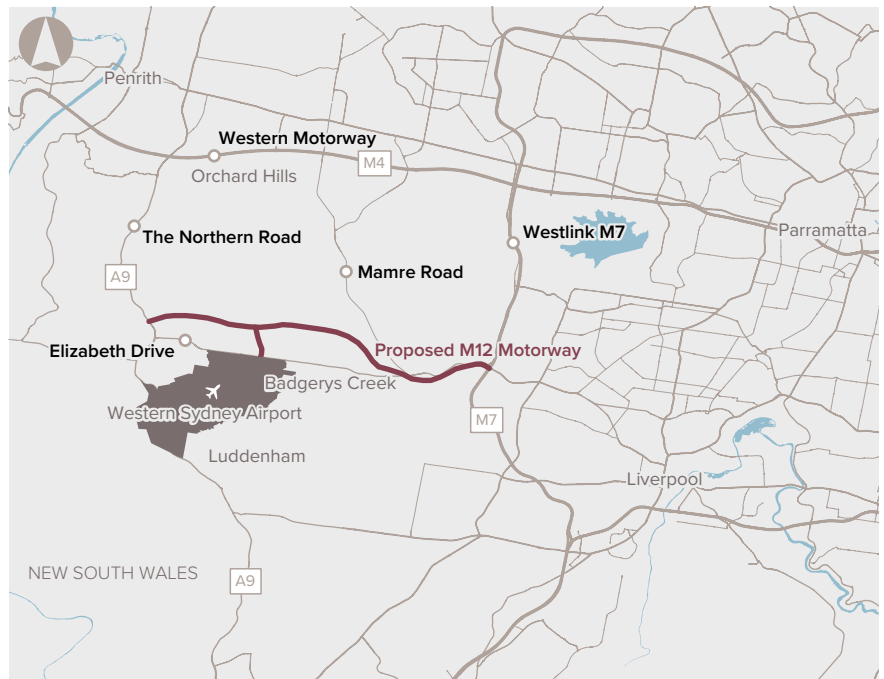 Penrith
Western Motorway
M4
Orchard Hills
The Northern Road
Westlink M7
Parramatta
A9
Mamre Road
Elizabeth Drive
Proposed M12 Motorway
Badgerys Creek
Western Sydney Airport
M7
Luddenham
Liverpool
NEW SOUTH WALES
A9